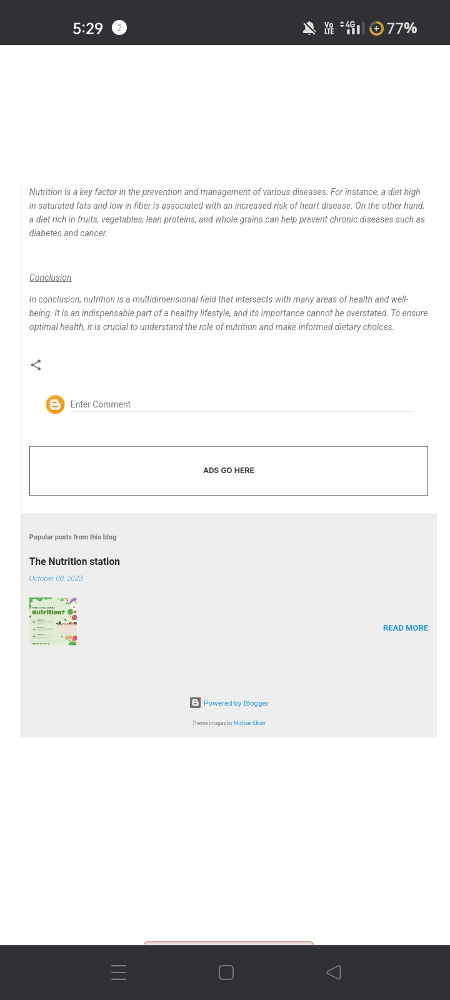 5:29 2 Vo LTE 4G 77%
Nutrition is a key factor in the prevention and management of various diseases. For instance, a diet high
in saturated fats and low in fiber is associated with an increased risk of heart disease. On the other hand,
a diet rich in fruits, vegetables, lean proteins, and whole grains can help prevent chronic diseases such as
diabetes and cancer.
Conclusion
In conclusion, nutrition is a multidimensional field that intersects with many areas of health and well-
being. It is an indispensable part of a healthy lifestyle, and its importance cannot be overstated. To ensure
optimal health, it is crucial to understand the role of nutrition and make informed dietary choices.
Enter Comment
ADS GO HERE
Popular posts from this blog
The Nutrition station
October 08, 2023
Nutrition?
READ MORE
Powered by Blogger
Theme images by Michael Elkan